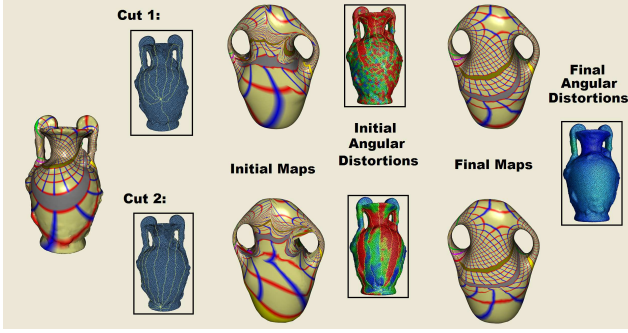 Cut 1:
Final
Angular
Distortions
Initial
Angular
Distortions
Initial Maps
Final Maps
Cut 2: